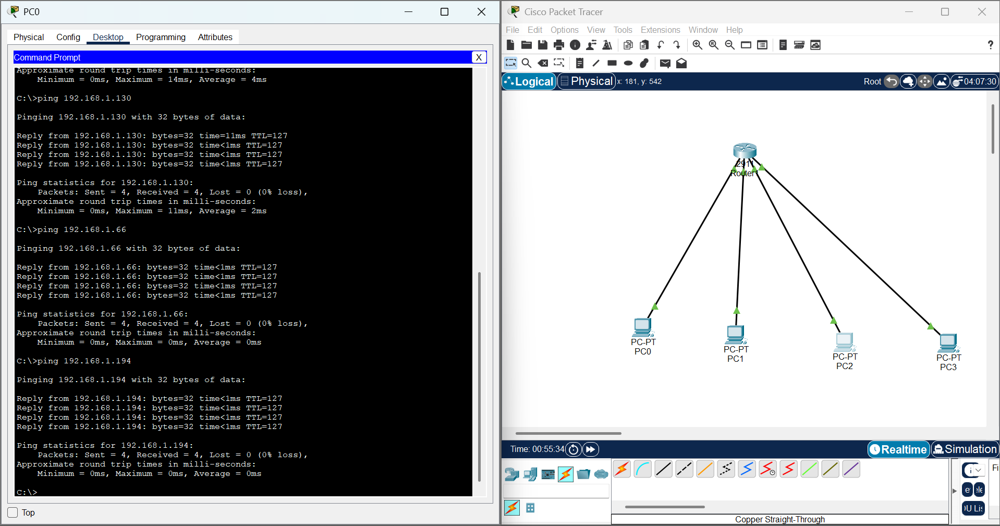 PC0
Physical Config Desktop Programming Attributes
Command Prompt
X
Approximate round trip times in milli-seconds:
    Minimum = 0ms, Maximum = 14ms, Average = 4ms
C:\>ping 192.168.1.130
Pinging 192.168.1.130 with 32 bytes of data:
Reply from 192.168.1.130: bytes=32 time=11ms TTL=127
Reply from 192.168.1.130: bytes=32 time<1ms TTL=127
Reply from 192.168.1.130: bytes=32 time<1ms TTL=127
Reply from 192.168.1.130: bytes=32 time<1ms TTL=127
Ping statistics for 192.168.1.130:
    Packets: Sent = 4, Received = 4, Lost = 0 (0% loss),
Approximate round trip times in milli-seconds:
    Minimum = 0ms, Maximum = 11ms, Average = 2ms
C:\>ping 192.168.1.66
Pinging 192.168.1.66 with 32 bytes of data:
Reply from 192.168.1.66: bytes=32 time<1ms TTL=127
Reply from 192.168.1.66: bytes=32 time<1ms TTL=127
Reply from 192.168.1.66: bytes=32 time<1ms TTL=127
Reply from 192.168.1.66: bytes=32 time<1ms TTL=127
Ping statistics for 192.168.1.66:
    Packets: Sent = 4, Received = 4, Lost = 0 (0% loss),
Approximate round trip times in milli-seconds:
    Minimum = 0ms, Maximum = 0ms, Average = 0ms
C:\>ping 192.168.1.194
Pinging 192.168.1.194 with 32 bytes of data:
Reply from 192.168.1.194: bytes=32 time<1ms TTL=127
Reply from 192.168.1.194: bytes=32 time<1ms TTL=127
Reply from 192.168.1.194: bytes=32 time<1ms TTL=127
Reply from 192.168.1.194: bytes=32 time<1ms TTL=127
Ping statistics for 192.168.1.194:
    Packets: Sent = 4, Received = 4, Lost = 0 (0% loss),
Approximate round trip times in milli-seconds:
    Minimum = 0ms, Maximum = 0ms, Average = 0ms
C:\>
Top
Cisco Packet Tracer
File Edit Options View Tools Extensions Window Help
?
Logical Physical x: 181, y: 542 Root 04:07:30
2911
Router1
PC-PT
PC0
PC-PT
PC1
PC-PT
PC2
PC-PT
PC3
Time: 00:55:34 Realtime Simulation
Copper Straight-Through
Fi